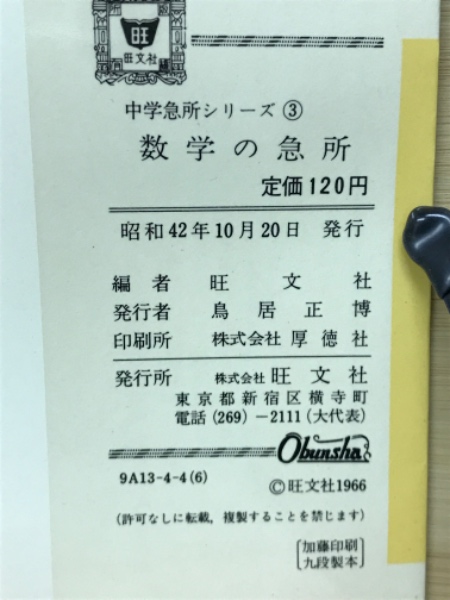 旺
旺文社
中学急所シリーズ ③
数学の急所
定価120円
昭和42年10月20日 発行
編者 旺文社
発行者 鳥居正博
印刷所 株式会社 厚徳社
発行所 株式会社 旺文社
東京都新宿区横寺町
電話 (269) －2111 (大代表)
Obunsha
9A13-4-4(6)
©旺文社1966
(許可なしに転載, 複製することを禁じます)
加藤印刷
九段製本